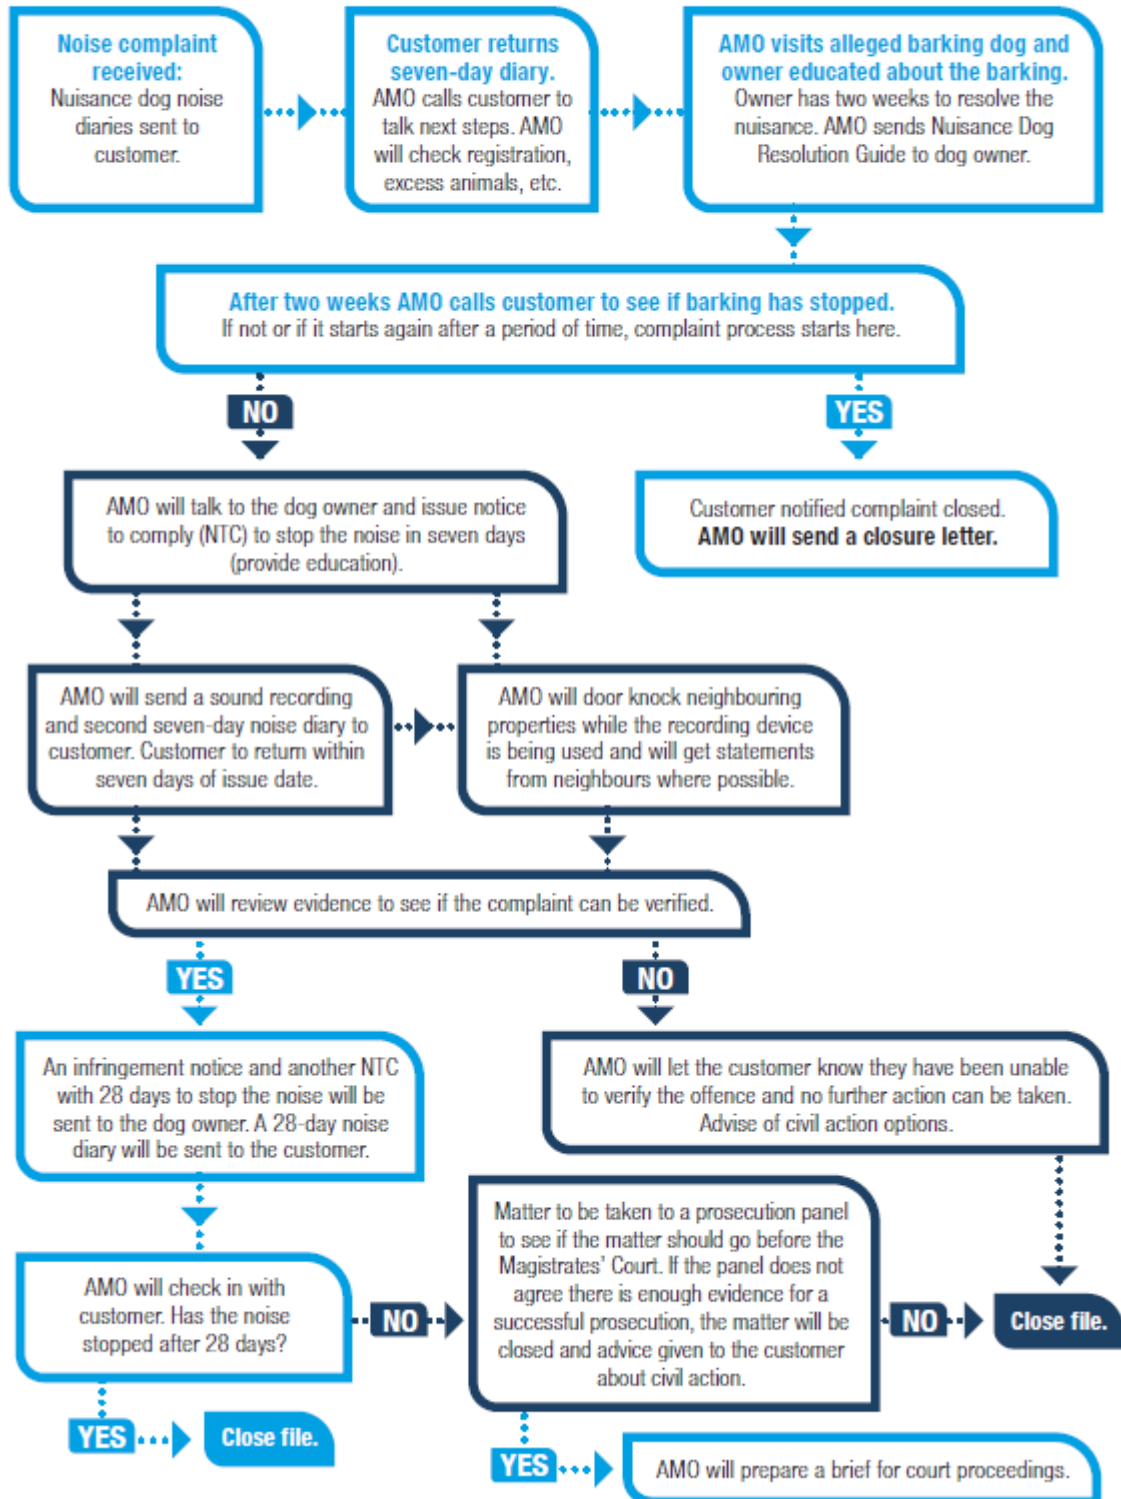 Noise complaint
received:
Nuisance dog noise
diaries sent to
customer.
Customer returns
seven-day diary.
AMO calls customer to
talk next steps. AMO
will check registration,
excess animals, etc.
AMO visits alleged barking dog and
owner educated about the barking.
Owner has two weeks to resolve the
nuisance. AMO sends Nuisance Dog
Resolution Guide to dog owner.
After two weeks AMO calls customer to see if barking has stopped.
If not or if it starts again after a period of time, complaint process starts here.
NO
YES
AMO will talk to the dog owner and issue notice
to comply (NTC) to stop the noise in seven days
(provide education).
Customer notified complaint closed.
AMO will send a closure letter.
AMO will send a sound recording
and second seven-day noise diary to
customer. Customer to return within
seven days of issue date.
AMO will door knock neighbouring
properties while the recording device
is being used and will get statements
from neighbours where possible.
AMO will review evidence to see if the complaint can be verified.
YES
NO
An infringement notice and another NTC
with 28 days to stop the noise will be
sent to the dog owner. A 28-day noise
diary will be sent to the customer.
AMO will let the customer know they have been unable
to verify the offence and no further action can be taken.
Advise of civil action options.
AMO will check in with
customer. Has the noise
stopped after 28 days?
NO
Matter to be taken to a prosecution panel
to see if the matter should go before the
Magistrates' Court. If the panel does not
agree there is enough evidence for a
successful prosecution, the matter will be
closed and advice given to the customer
about civil action.
NO
Close file.
YES
Close file.
YES
AMO will prepare a brief for court proceedings.